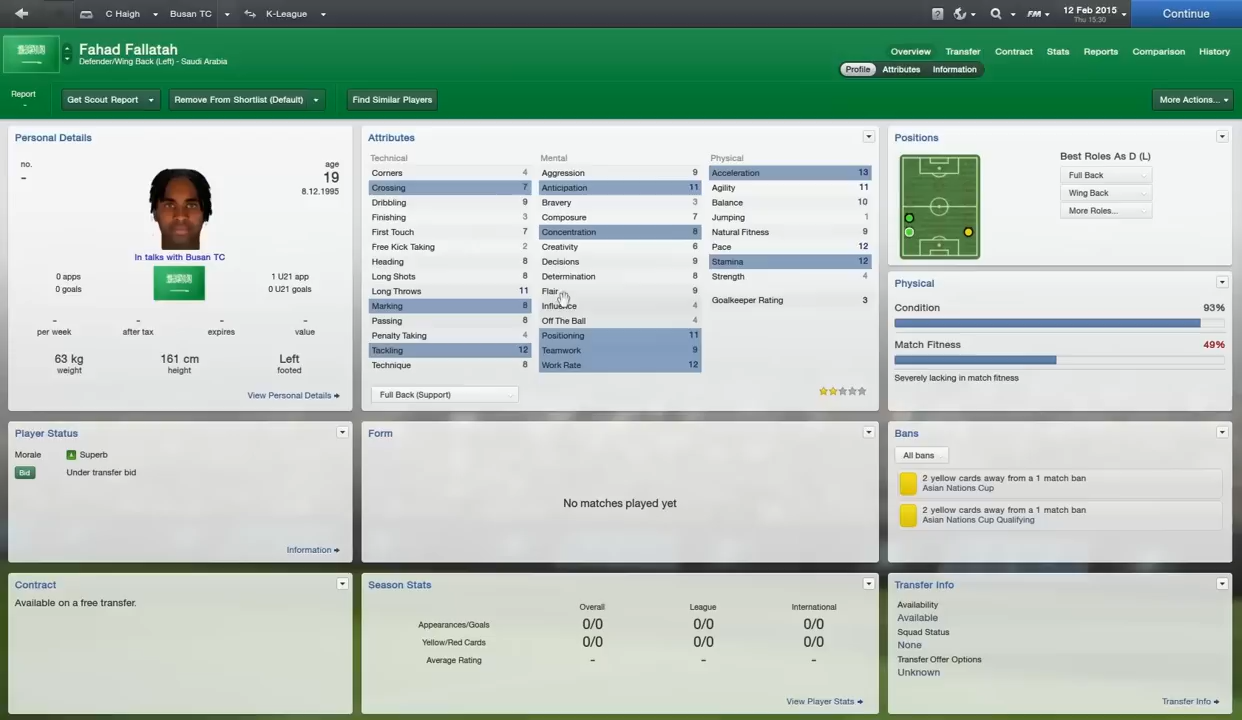 C Haigh
Busan TC
K-League
FM
12 Feb 2015
Thu 15:30
Continue
Fahad Fallatah
Defender/Wing Back (Left) - Saudi Arabia
Overview
Transfer
Contract
Stats
Reports
Comparison
History
Profile
Attributes
Information
Report
-
Get Scout Report
Remove From Shortlist (Default)
Find Similar Players
More Actions...
Personal Details
no.
-
age
19
8.12.1995
In talks with Busan TC
0 apps
0 goals
1 U21 app
0 U21 goals
- - - -
per week after tax expires value
63 kg 161 cm Left
weight height footed
View Personal Details
Attributes
Technical
Corners 4
Crossing 7
Dribbling 9
Finishing 3
First Touch 7
Free Kick Taking 2
Heading 8
Long Shots 8
Long Throws 11
Marking 8
Passing 8
Penalty Taking 4
Tackling 12
Technique 8
Mental
Aggression 9
Anticipation 11
Bravery 3
Composure 7
Concentration 8
Creativity 6
Decisions 9
Determination 8
Flair 9
Influence 4
Off The Ball 4
Positioning 11
Teamwork 9
Work Rate 12
Physical
Acceleration 13
Agility 11
Balance 10
Jumping 1
Natural Fitness 9
Pace 12
Stamina 12
Strength 4
Goalkeeper Rating 3
Full Back (Support)
Positions
Best Roles As D (L)
Full Back
Wing Back
More Roles...
Physical
Condition 93%
Match Fitness 49%
Severely lacking in match fitness
Player Status
Morale Superb
Bid Under transfer bid
Information
Form
No matches played yet
Bans
All bans
2 yellow cards away from a 1 match ban
Asian Nations Cup
2 yellow cards away from a 1 match ban
Asian Nations Cup Qualifying
Contract
Available on a free transfer.
Season Stats
Overall League International
Appearances/Goals 0/0 0/0 0/0
Yellow/Red Cards 0/0 0/0 0/0
Average Rating - - -
View Player Stats
Transfer Info
Availability
Available
Squad Status
None
Transfer Offer Options
Unknown
Transfer Info